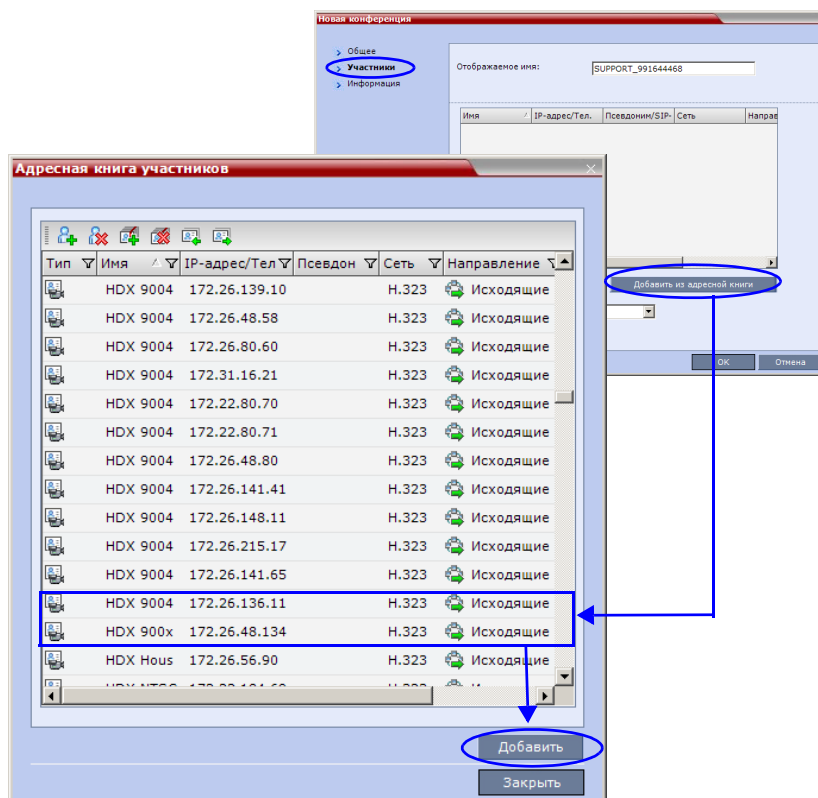 Новая конференция
Общее
Участники
Информация
Отображаемое имя: SUPPORT_991644468
Имя IP-адрес/Тел. Псевдоним/SIP- Сеть Направ
Добавить из адресной книги
OK Отмена
Адресная книга участников
Тип Имя IP-адрес/Тел Псевдон Сеть Направление
HDX 9004 172.26.139.10 H.323 Исходящие
HDX 9004 172.26.48.58 H.323 Исходящие
HDX 9004 172.26.80.60 H.323 Исходящие
HDX 9004 172.31.16.21 H.323 Исходящие
HDX 9004 172.22.80.70 H.323 Исходящие
HDX 9004 172.22.80.71 H.323 Исходящие
HDX 9004 172.26.48.80 H.323 Исходящие
HDX 9004 172.26.141.41 H.323 Исходящие
HDX 9004 172.26.148.11 H.323 Исходящие
HDX 9004 172.26.215.17 H.323 Исходящие
HDX 9004 172.26.141.65 H.323 Исходящие
HDX 9004 172.26.136.11 H.323 Исходящие
HDX 900x 172.26.48.134 H.323 Исходящие
HDX Hous 172.26.56.90 H.323 Исходящие
Добавить
Закрыть